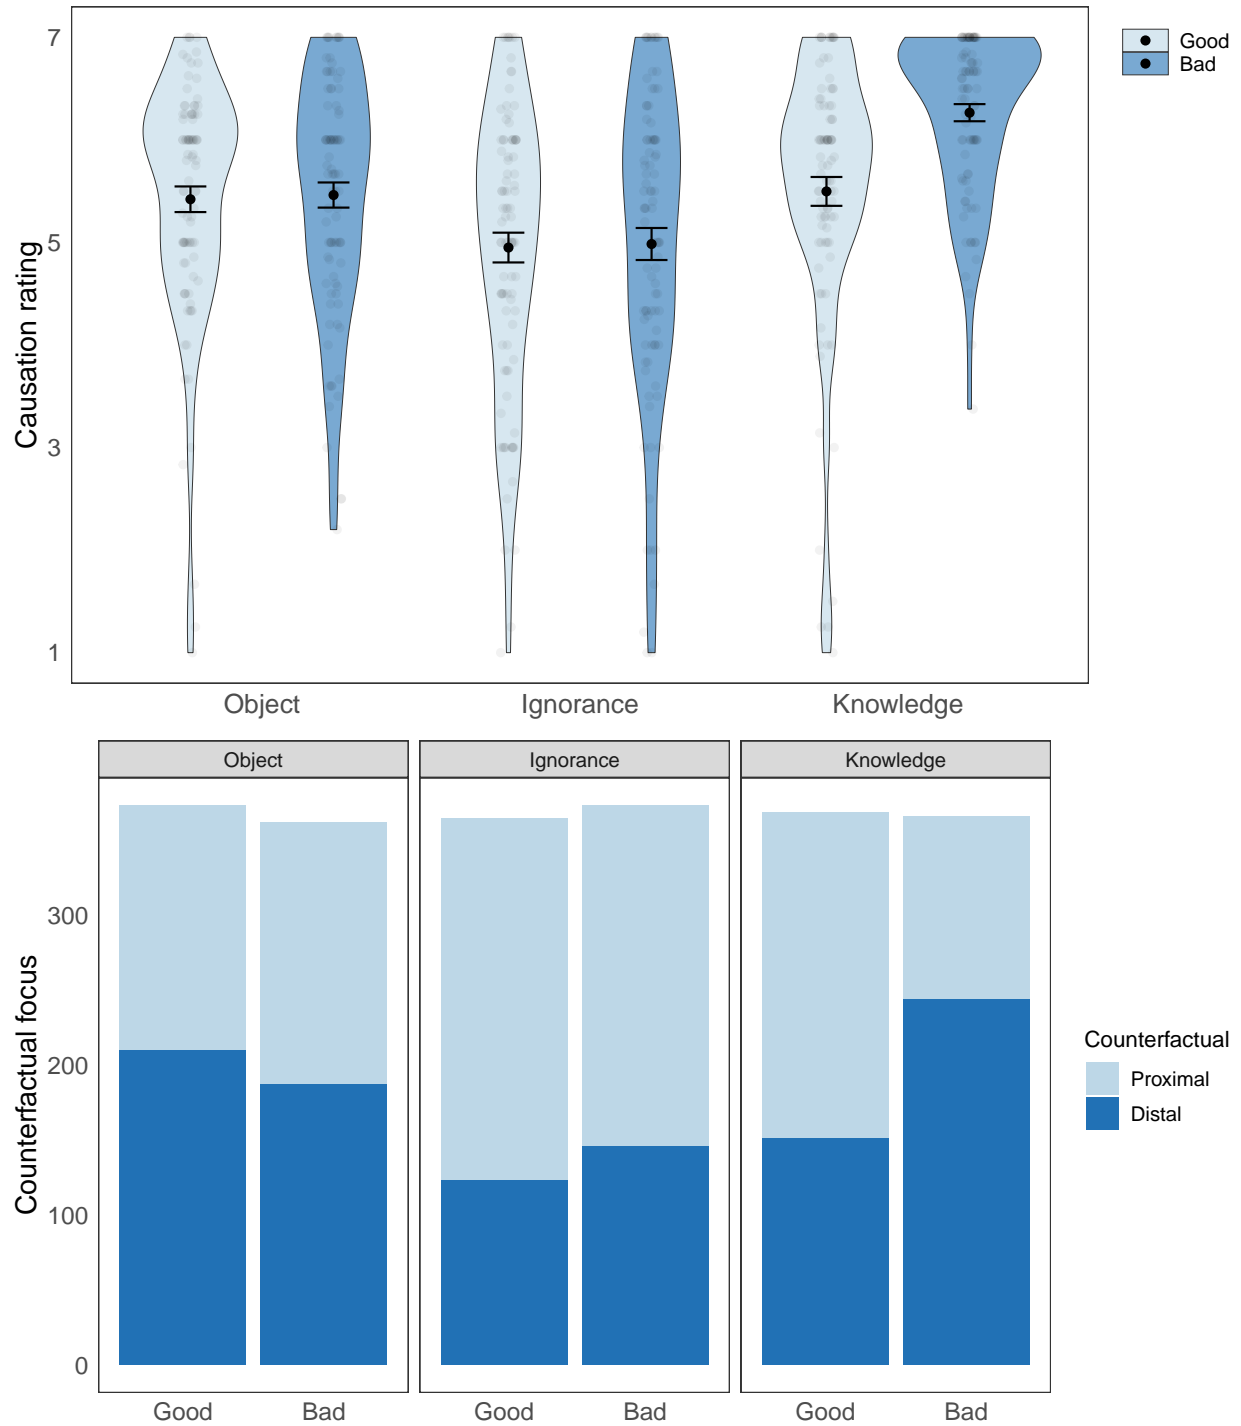 Causation rating
7
5
3
1
Object Ignorance Knowledge
Good
Bad
Object Ignorance Knowledge
Counterfactual focus
300
200
100
0
Good Bad Good Bad Good Bad
Counterfactual
Proximal
Distal